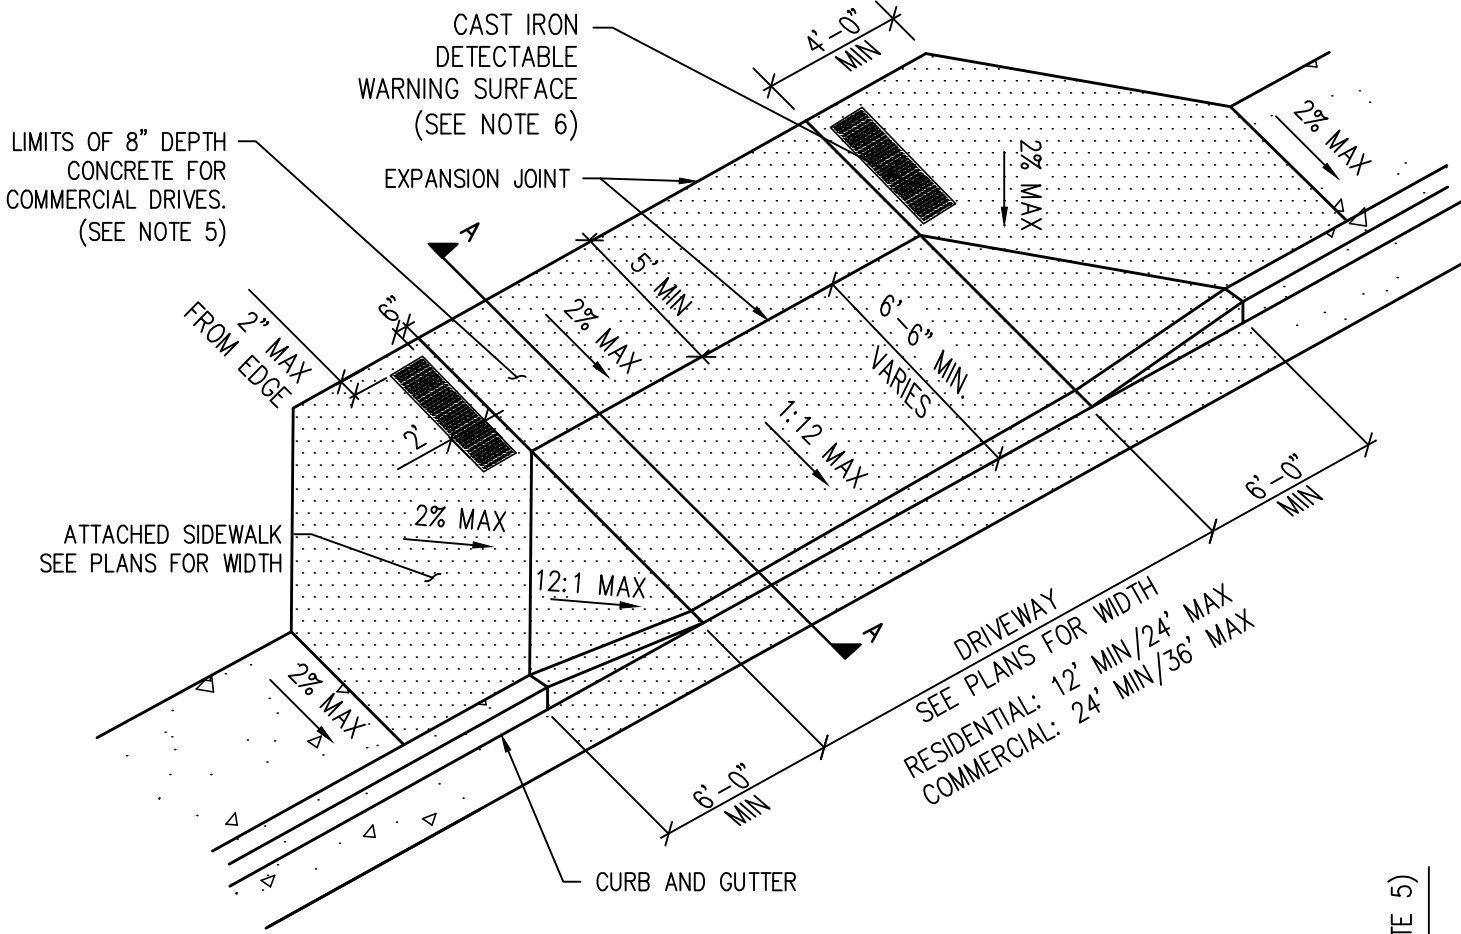 CAST IRON
DETECTABLE
WARNING SURFACE
(SEE NOTE 6)
4'-0"
MIN
LIMITS OF 8" DEPTH
CONCRETE FOR
COMMERCIAL DRIVES.
(SEE NOTE 5)
EXPANSION JOINT
2% MAX
2% MAX
A
5' MIN
6'-6" MIN.
VARIES
2% MAX
6"
2" MAX
FROM EDGE
2'
1:12 MAX
ATTACHED SIDEWALK
SEE PLANS FOR WIDTH
2% MAX
12:1 MAX
2% MAX
A
6'-0"
MIN
DRIVEWAY
SEE PLANS FOR WIDTH
RESIDENTIAL: 12' MIN/24' MAX
COMMERCIAL: 24' MIN/36' MAX
6'-0"
MIN
CURB AND GUTTER
TE 5)